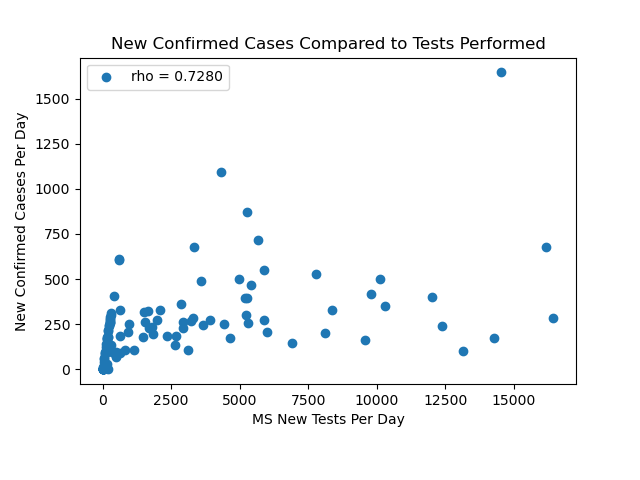 New Confirmed Cases Compared to Tests Performed
rho = 0.7280
New Confirmed Caeses Per Day
1500
1250
1000
750
500
250
0
0 2500 5000 7500 10000 12500 15000
MS New Tests Per Day